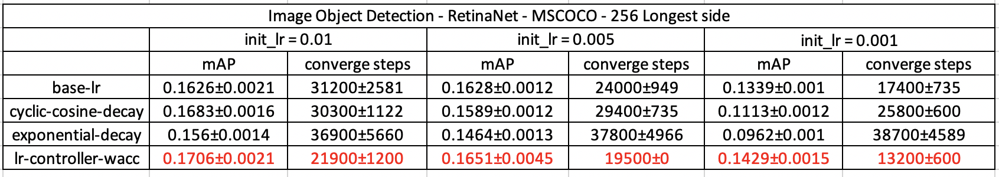 Image Object Detection - RetinaNet - MSCOCO - 256 Longest side
init_lr = 0.01 init_lr = 0.005 init_lr = 0.001
mAP converge steps mAP converge steps mAP converge steps
base-lr 0.1626±0.0021 31200±2581 0.1628±0.0012 24000±949 0.1339±0.001 17400±735
cyclic-cosine-decay 0.1683±0.0016 30300±1122 0.1589±0.0012 29400±735 0.1113±0.0012 25800±600
exponential-decay 0.156±0.0014 36900±5660 0.1464±0.0013 37800±4966 0.0962±0.001 38700±4589
lr-controller-wacc 0.1706±0.0021 21900±1200 0.1651±0.0045 19500±0 0.1429±0.0015 13200±600